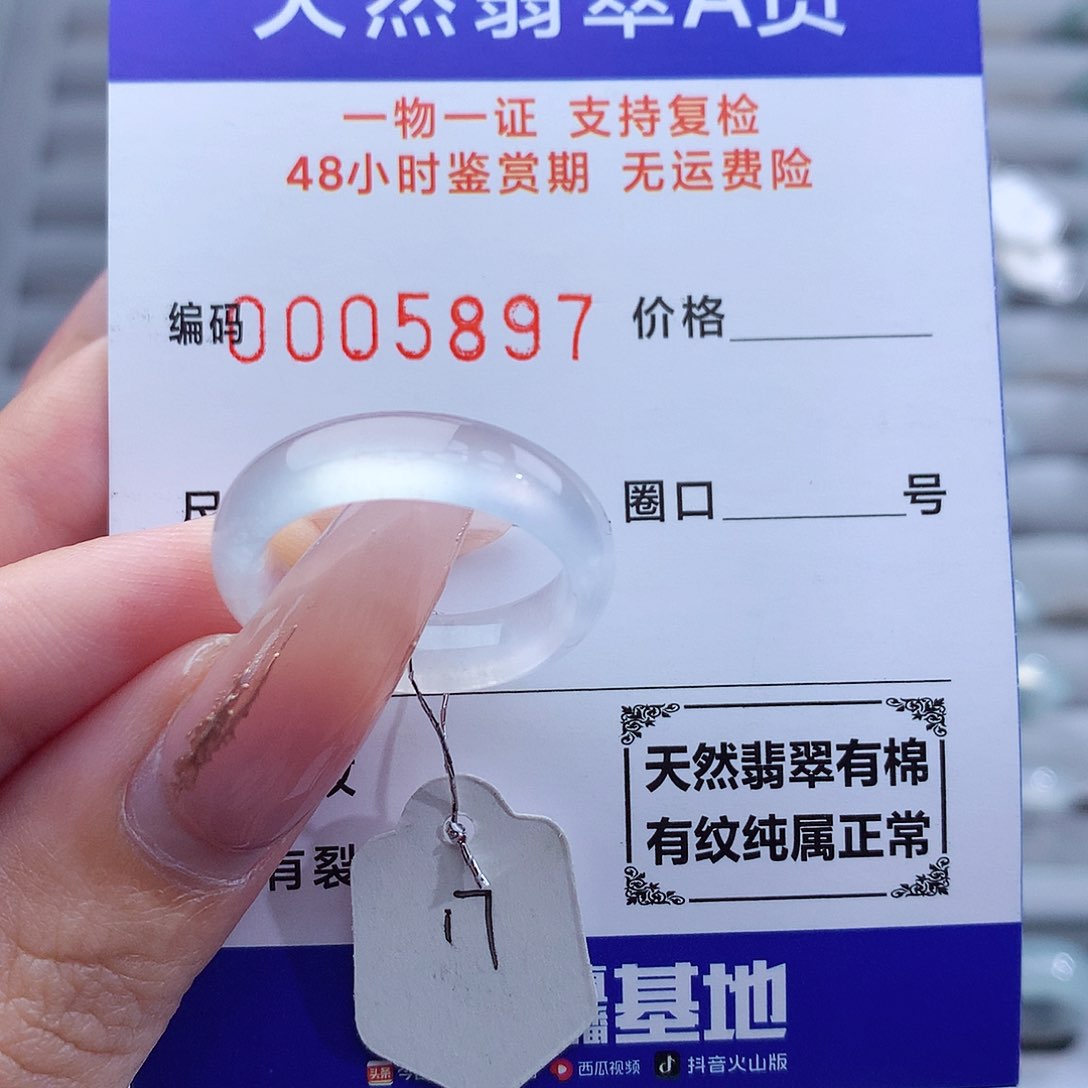 天然翡翠A货
一物一证 支持复检
48小时鉴赏期 无运费险
编码0005897 价格
尺
圈口 号
天然翡翠有棉
有纹纯属正常
有裂
17
播基地
西瓜视频 抖音火山版